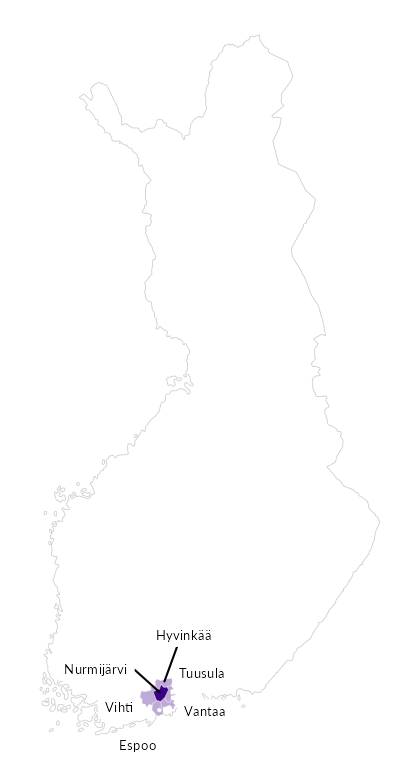 Hyvinkää
Nurmijärvi
Tuusula
Vihti
Vantaa
Espoo